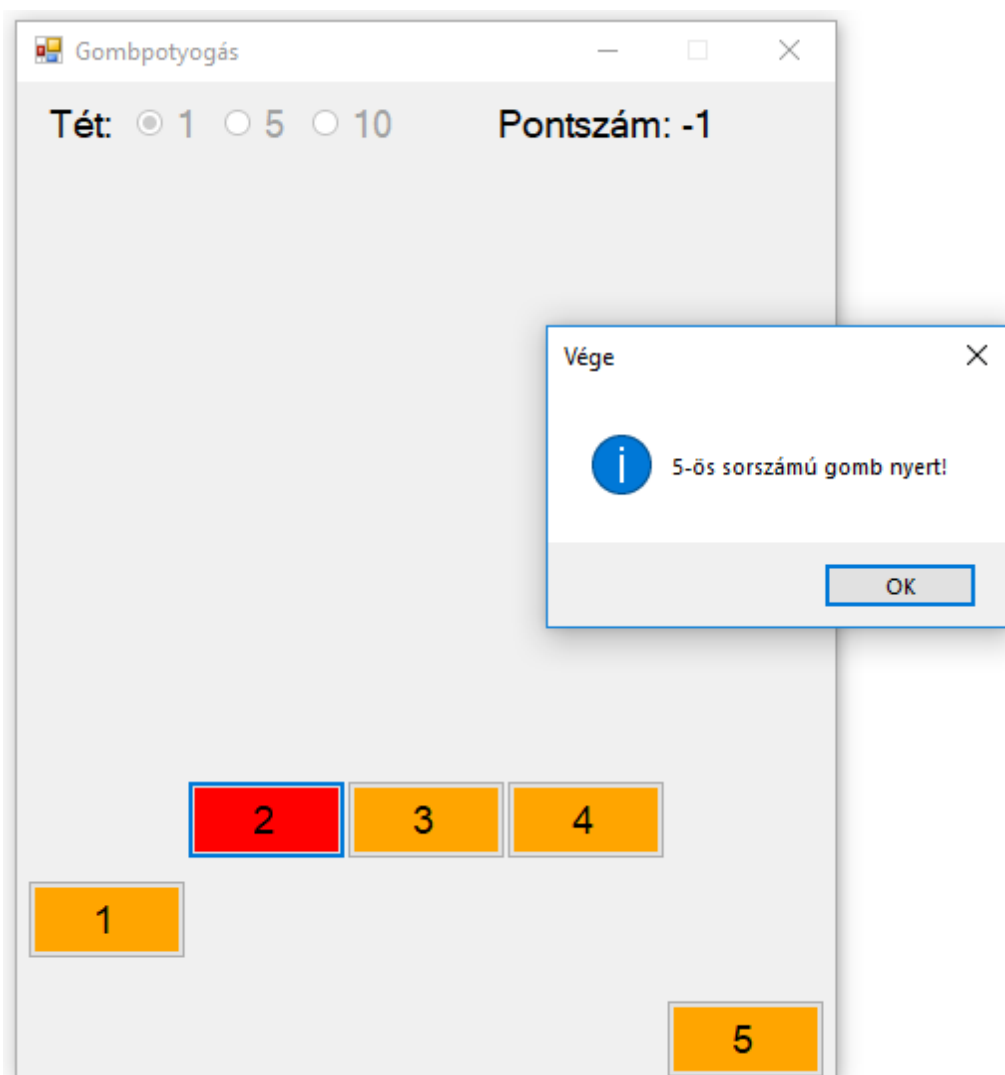 Gombpotyogás
Tét: 1 5 10 Pontszám: -1
Vége
5-ös sorszámú gomb nyert!
OK
2 3 4
1
5